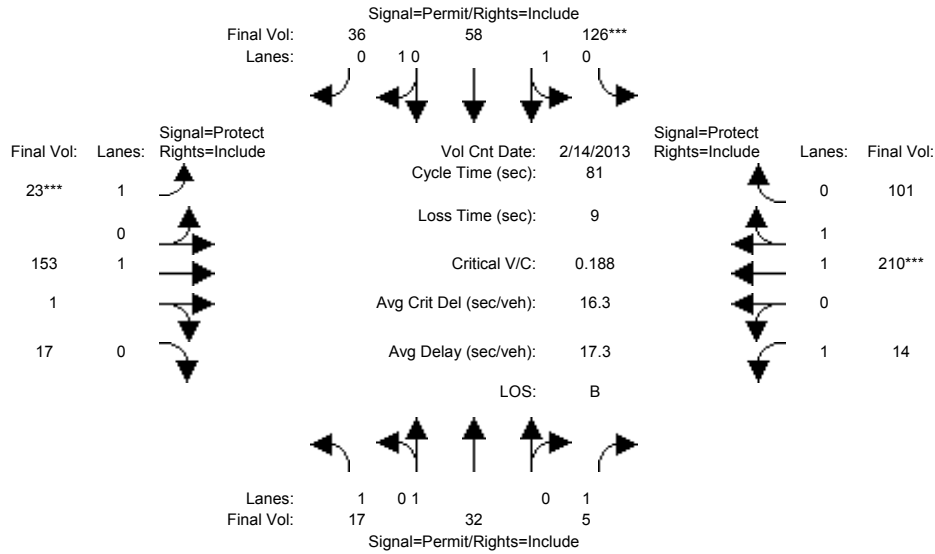 Signal=Permit/Rights=Include
Final Vol: 36 58 126***
Lanes: 0 1 0 1 0
Signal=Protect Signal=Protect
Final Vol: Lanes: Rights=Include Vol Cnt Date: 2/14/2013 Rights=Include Lanes: Final Vol:
Cycle Time (sec): 81
23*** 1 0 101
Loss Time (sec): 9
0 1
153 1 Critical V/C: 0.188 1 210***
1 Avg Crit Del (sec/veh): 16.3 0
17 0 Avg Delay (sec/veh): 17.3 1 14
LOS: B
Lanes: 1 0 1 0 1
Final Vol: 17 32 5
Signal=Permit/Rights=Include